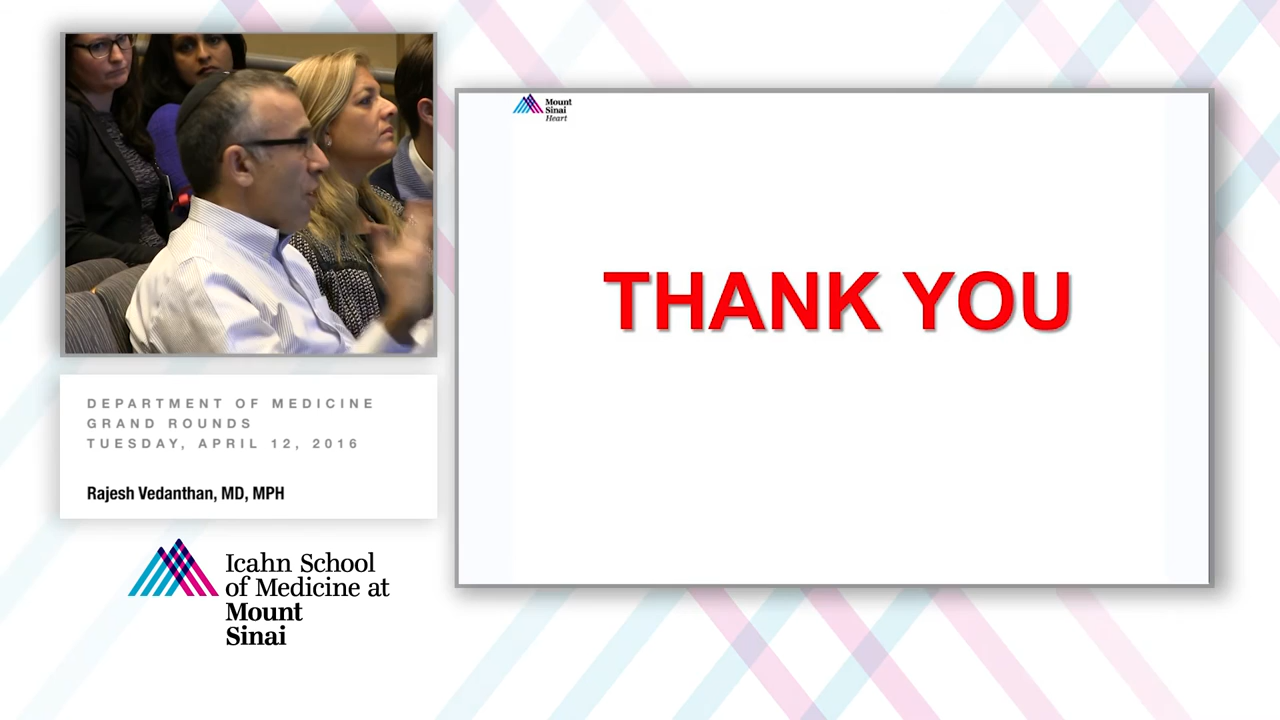 Mount
Sinai
Heart
THANK YOU
DEPARTMENT OF MEDICINE
GRAND ROUNDS
TUESDAY, APRIL 12, 2016
Rajesh Vedanthan, MD, MPH
Icahn School
of Medicine at
Mount
Sinai